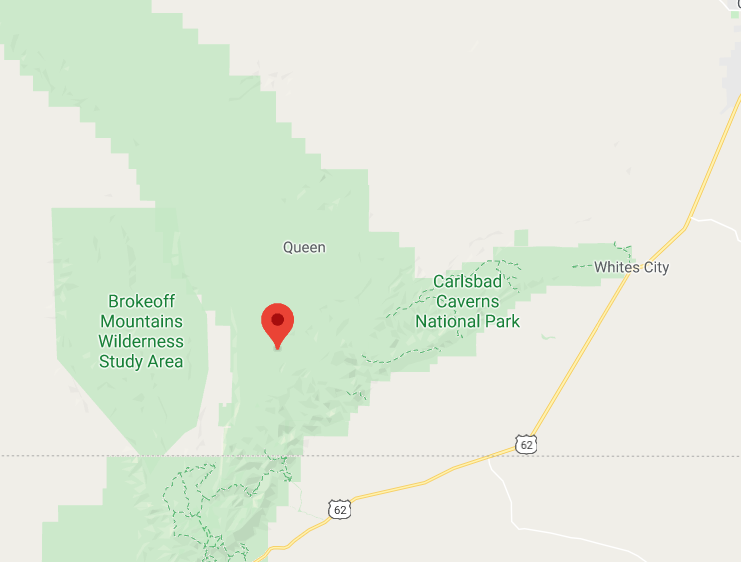 Queen
Whites City
Carlsbad
Caverns
National Park
Brokeoff
Mountains
Wilderness
Study Area
62
62